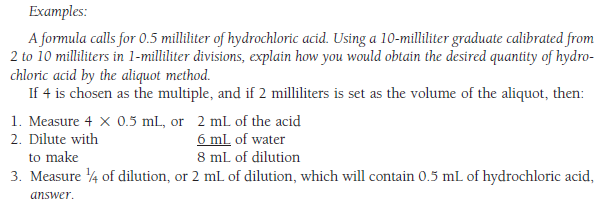 Examples:
A formula calls for 0.5 milliliter of hydrochloric acid. Using a 10-milliliter graduate calibrated from
2 to 10 milliliters in 1-milliliter divisions, explain how you would obtain the desired quantity of hydro-
chloric acid by the aliquot method.
If 4 is chosen as the multiple, and if 2 milliliters is set as the volume of the aliquot, then:
1. Measure 4 × 0.5 mL, or 2 mL of the acid
2. Dilute with 6 mL of water
to make 8 mL of dilution
3. Measure ¼ of dilution, or 2 mL of dilution, which will contain 0.5 mL of hydrochloric acid,
answer.